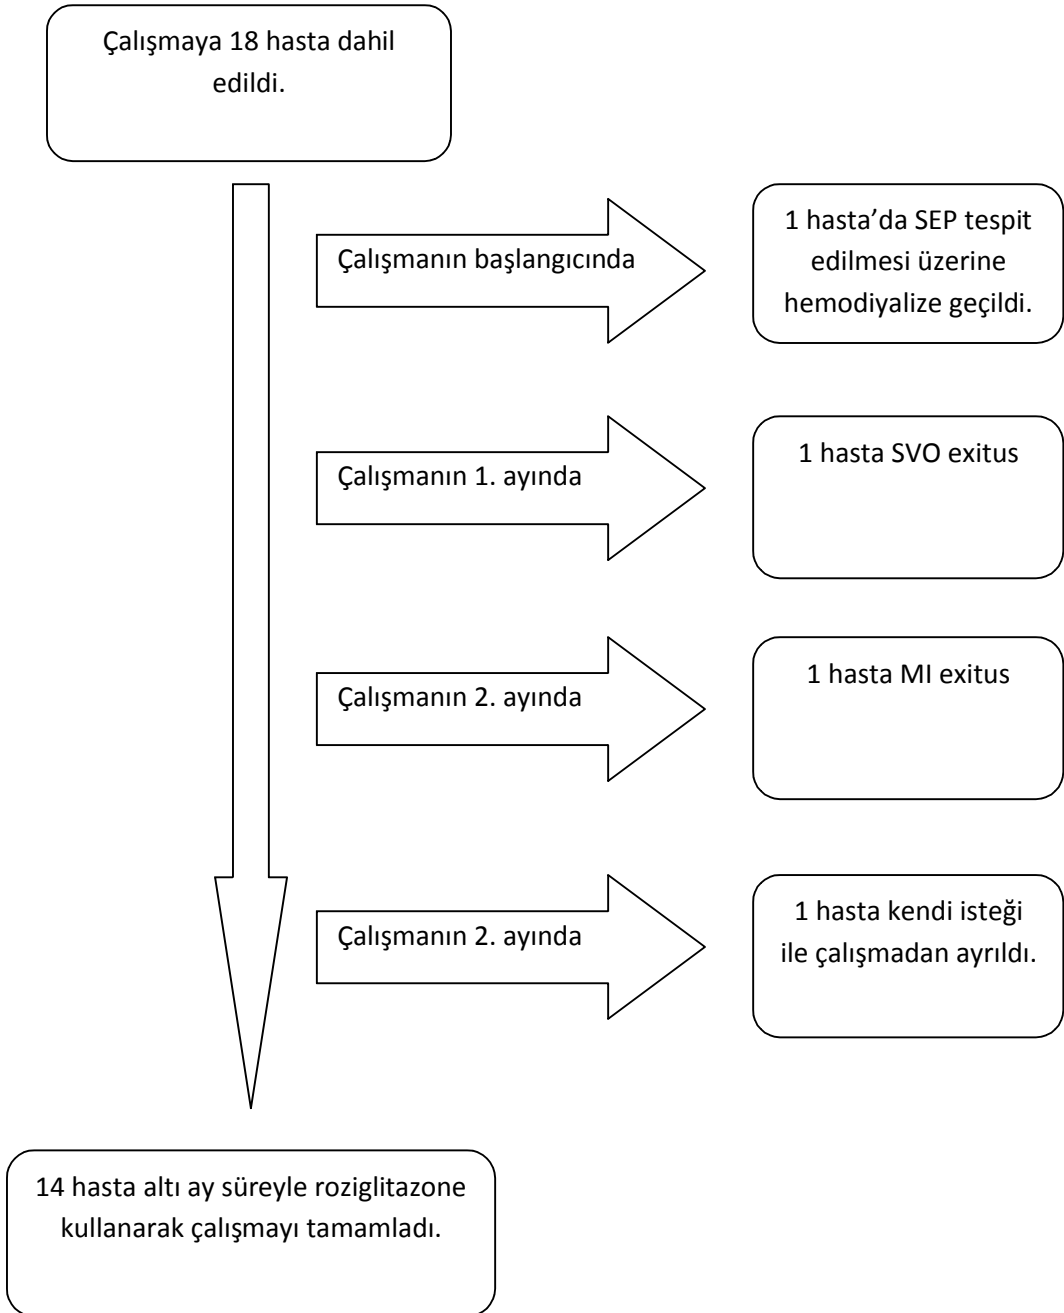 Çalışmaya 18 hasta dahil
edildi.
Çalışmanın başlangıcında
1 hasta’da SEP tespit
edilmesi üzerine
hemodiyalize geçildi.
Çalışmanın 1. ayında
1 hasta SVO exitus
Çalışmanın 2. ayında
1 hasta MI exitus
Çalışmanın 2. ayında
1 hasta kendi isteği
ile çalışmadan ayrıldı.
14 hasta altı ay süreyle roziglitazone
kullanarak çalışmayı tamamladı.